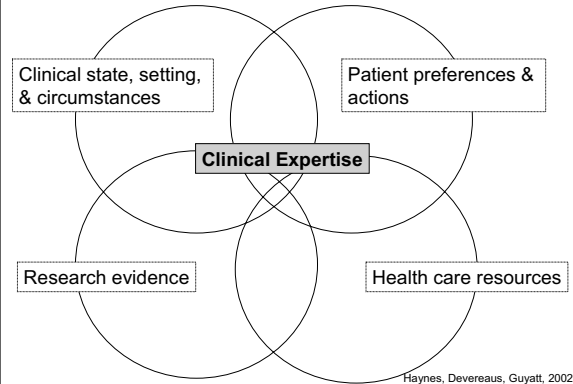 Clinical state, setting,
& circumstances
Patient preferences &
actions
Clinical Expertise
Research evidence
Health care resources
Haynes, Devereaus, Guyatt, 2002